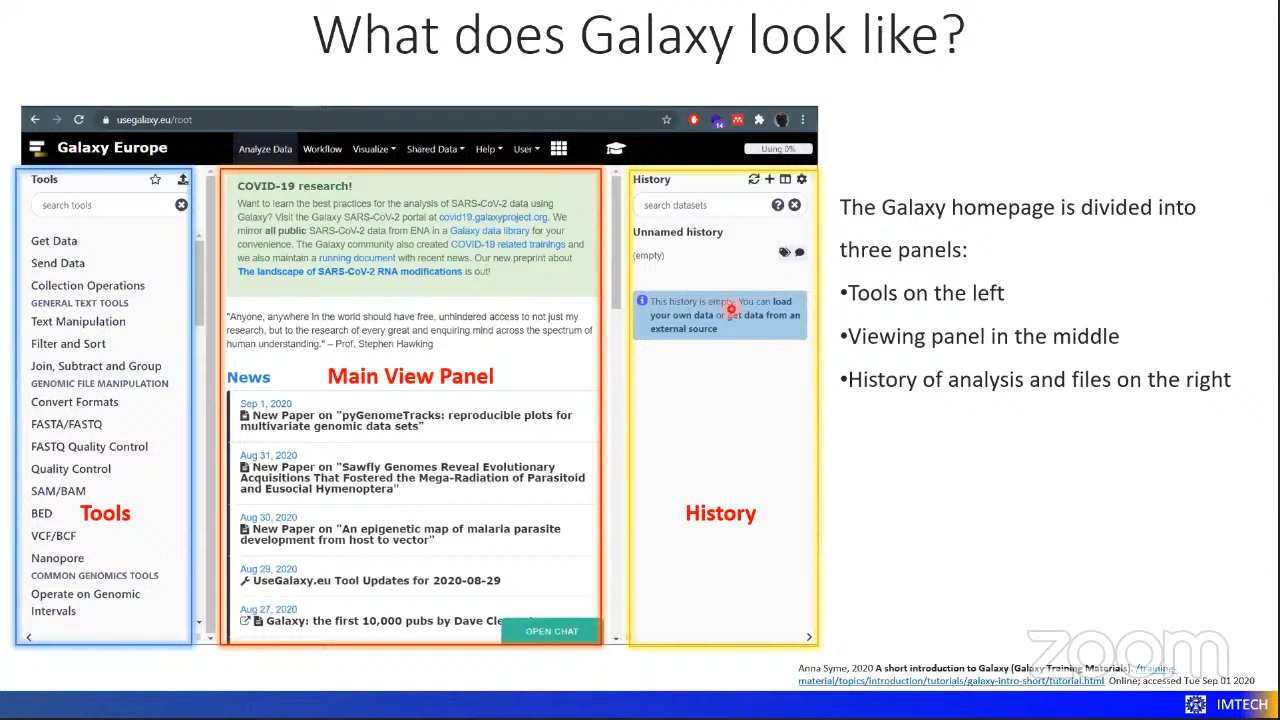 What does Galaxy look like?
usegalaxy.eu/root
14
Galaxy Europe
Analyze Data
Workflow
Visualize
Shared Data
Help
User
Using 0%
Tools
search tools
Get Data
Send Data
Collection Operations
GENERAL TEXT TOOLS
Text Manipulation
Filter and Sort
Join, Subtract and Group
GENOMIC FILE MANIPULATION
Convert Formats
FASTA/FASTQ
FASTQ Quality Control
Quality Control
SAM/BAM
BED
Tools
VCF/BCF
Nanopore
COMMON GENOMICS TOOLS
Operate on Genomic
Intervals
COVID-19 research!
Want to learn the best practices for the analysis of SARS-CoV-2 data using
Galaxy? Visit the Galaxy SARS-CoV-2 portal at covid19.galaxyproject.org. We
mirror all public SARS-CoV-2 data from ENA in a Galaxy data library for your
convenience. The Galaxy community also created COVID-19 related trainings and
we also maintain a running document with recent news. Our new preprint about
The landscape of SARS-CoV-2 RNA modifications is out!
"Anyone, anywhere in the world should have free, unhindered access to not just my
research, but to the research of every great and enquiring mind across the spectrum of
human understanding." – Prof. Stephen Hawking
News
Main View Panel
Sep 1, 2020
New Paper on "pyGenomeTracks: reproducible plots for
multivariate genomic data sets"
Aug 31, 2020
New Paper on "Sawfly Genomes Reveal Evolutionary
Acquisitions That Fostered the Mega-Radiation of Parasitoid
and Eusocial Hymenoptera"
Aug 30, 2020
New Paper on "An epigenetic map of malaria parasite
development from host to vector"
Aug 29, 2020
UseGalaxy.eu Tool Updates for 2020-08-29
Aug 27, 2020
Galaxy: the first 10,000 pubs by Dave
OPEN CHAT
History
search datasets
Unnamed history
(empty)
This history is empty. You can load
your own data or get data from an
external source
History
The Galaxy homepage is divided into
three panels:
•Tools on the left
•Viewing panel in the middle
•History of analysis and files on the right
zoom
Anna Syme, 2020 A short introduction to Galaxy (Galaxy Training Materials). /training-
material/topics/introduction/tutorials/galaxy-intro-short/tutorial.html Online; accessed Tue Sep 01 2020
IMTECH